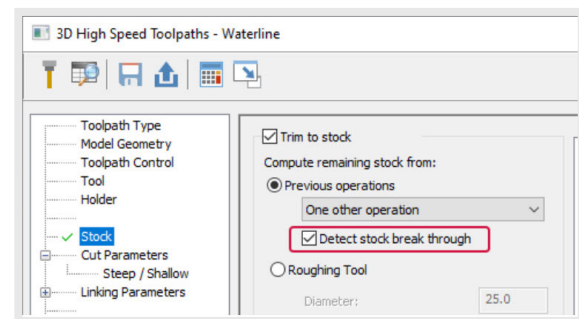 3D High Speed Toolpaths - Waterline
Toolpath Type
Model Geometry
Toolpath Control
Tool
Holder
Stock
Cut Parameters
Steep / Shallow
Linking Parameters
Trim to stock
Compute remaining stock from:
Previous operations
One other operation
Detect stock break through
Roughing Tool
Diameter: 25.0